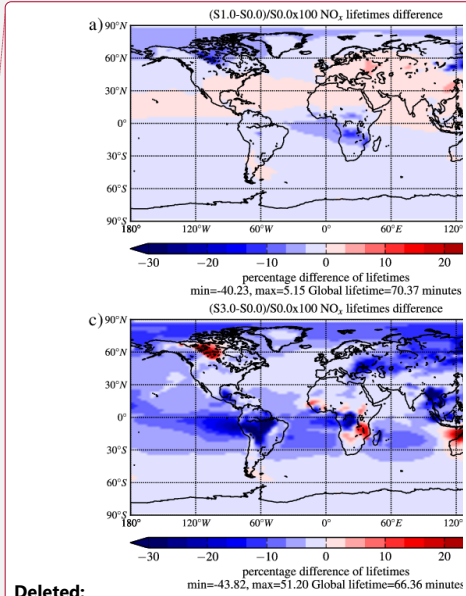 (S1.0-S0.0)/S0.0x100 NOx lifetimes difference
a)
90°N
60°N
30°N
0°
30°S
60°S
90°S
180° 120°W 60°W 0° 60°E 120°
−30 −20 −10 0 10 20
percentage difference of lifetimes
min=-40.23, max=5.15 Global lifetime=70.37 minutes
(S3.0-S0.0)/S0.0x100 NOx lifetimes difference
c)
90°N
60°N
30°N
0°
30°S
60°S
90°S
180° 120°W 60°W 0° 60°E 120°
−30 −20 −10 0 10 20
percentage difference of lifetimes
min=-43.82, max=51.20 Global lifetime=66.36 minutes
Deleted: